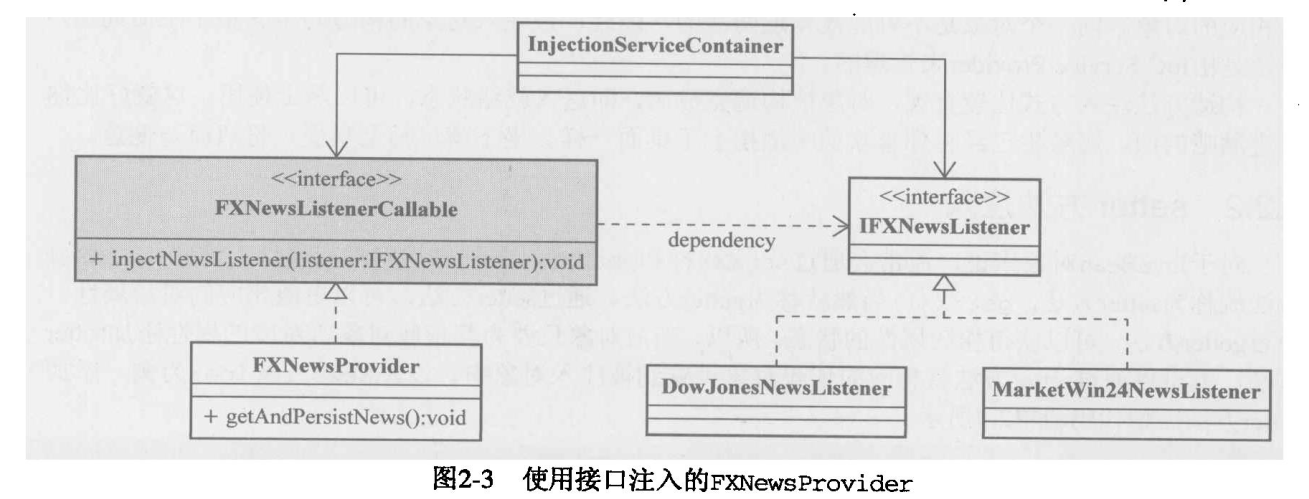 InjectionServiceContainer
<<interface>>
FXNewsListenerCallable
+ injectNewsListener(listener:IFXNewsListener):void
dependency
<<interface>>
IFXNewsListener
FXNewsProvider
+ getAndPersistNews():void
DowJonesNewsListener
MarketWin24NewsListener
图2-3 使用接口注入的FXNewsProvider